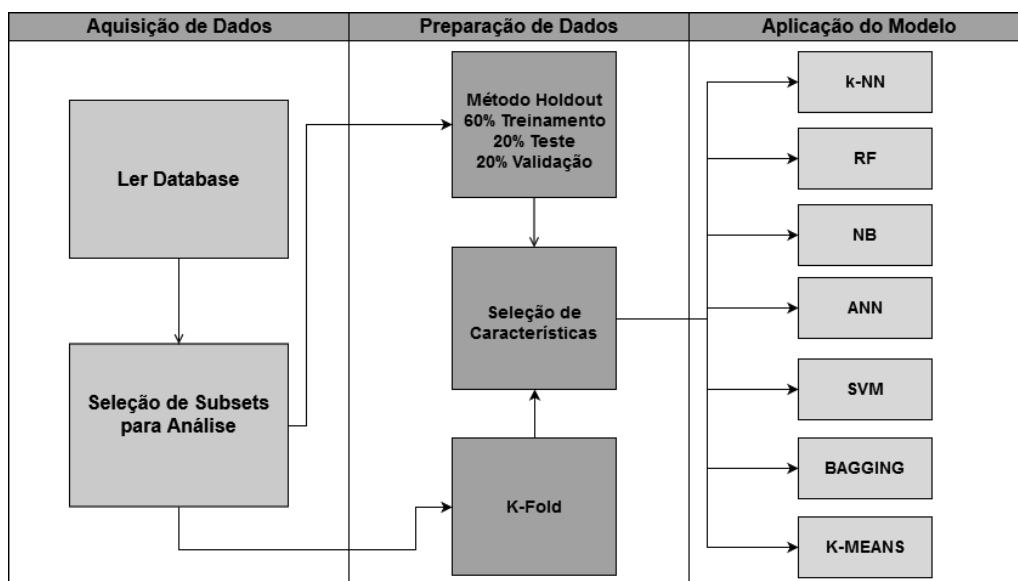 Aquisição de Dados
Preparação de Dados
Aplicação do Modelo
Ler Database
Seleção de Subsets
para Análise
Método Holdout
60% Treinamento
20% Teste
20% Validação
Seleção de
Características
K-Fold
k-NN
RF
NB
ANN
SVM
BAGGING
K-MEANS